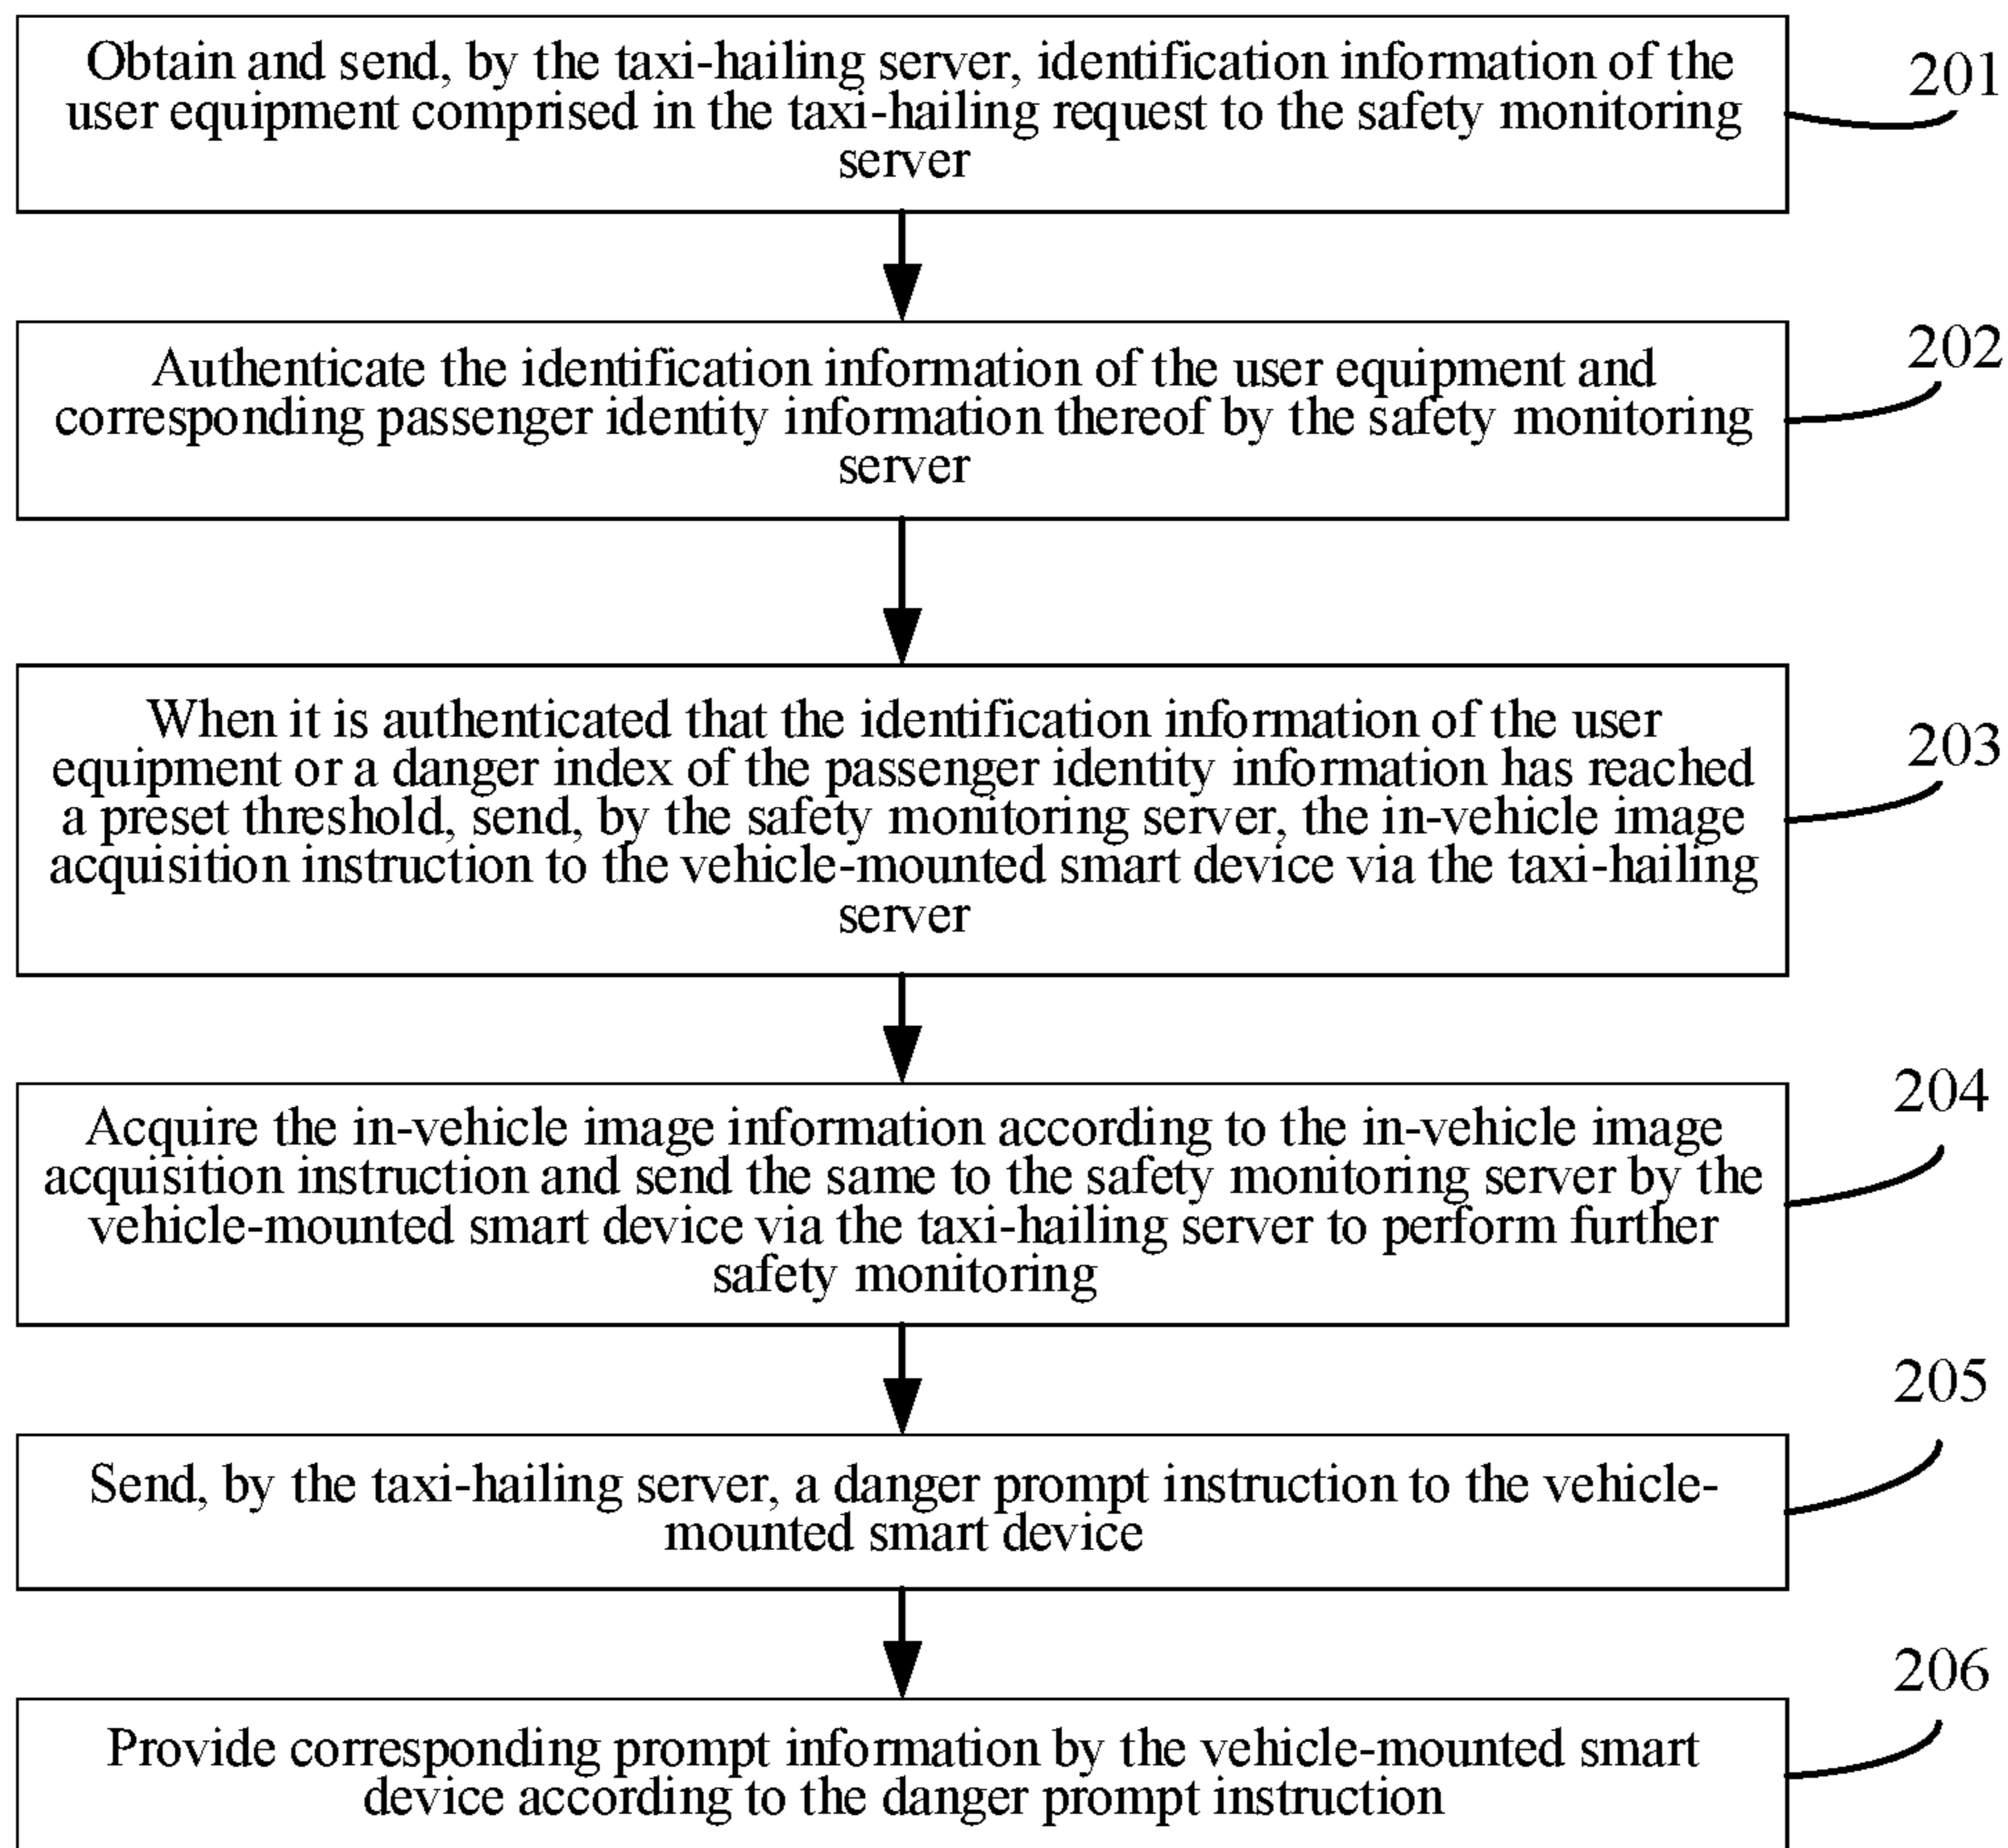 Obtain and send, by the taxi-hailing server, identification information of the
user equipment comprised in the taxi-hailing request to the safety monitoring
server
201
Authenticate the identification information of the user equipment and
corresponding passenger identity information thereof by the safety monitoring
server
202
When it is authenticated that the identification information of the user
equipment or a danger index of the passenger identity information has reached
a preset threshold, send, by the safety monitoring server, the in-vehicle image
acquisition instruction to the vehicle-mounted smart device via the taxi-hailing
server
203
Acquire the in-vehicle image information according to the in-vehicle image
acquisition instruction and send the same to the safety monitoring server by the
vehicle-mounted smart device via the taxi-hailing server to perform further
safety monitoring
204
Send, by the taxi-hailing server, a danger prompt instruction to the vehicle-
mounted smart device
205
Provide corresponding prompt information by the vehicle-mounted smart
device according to the danger prompt instruction
206